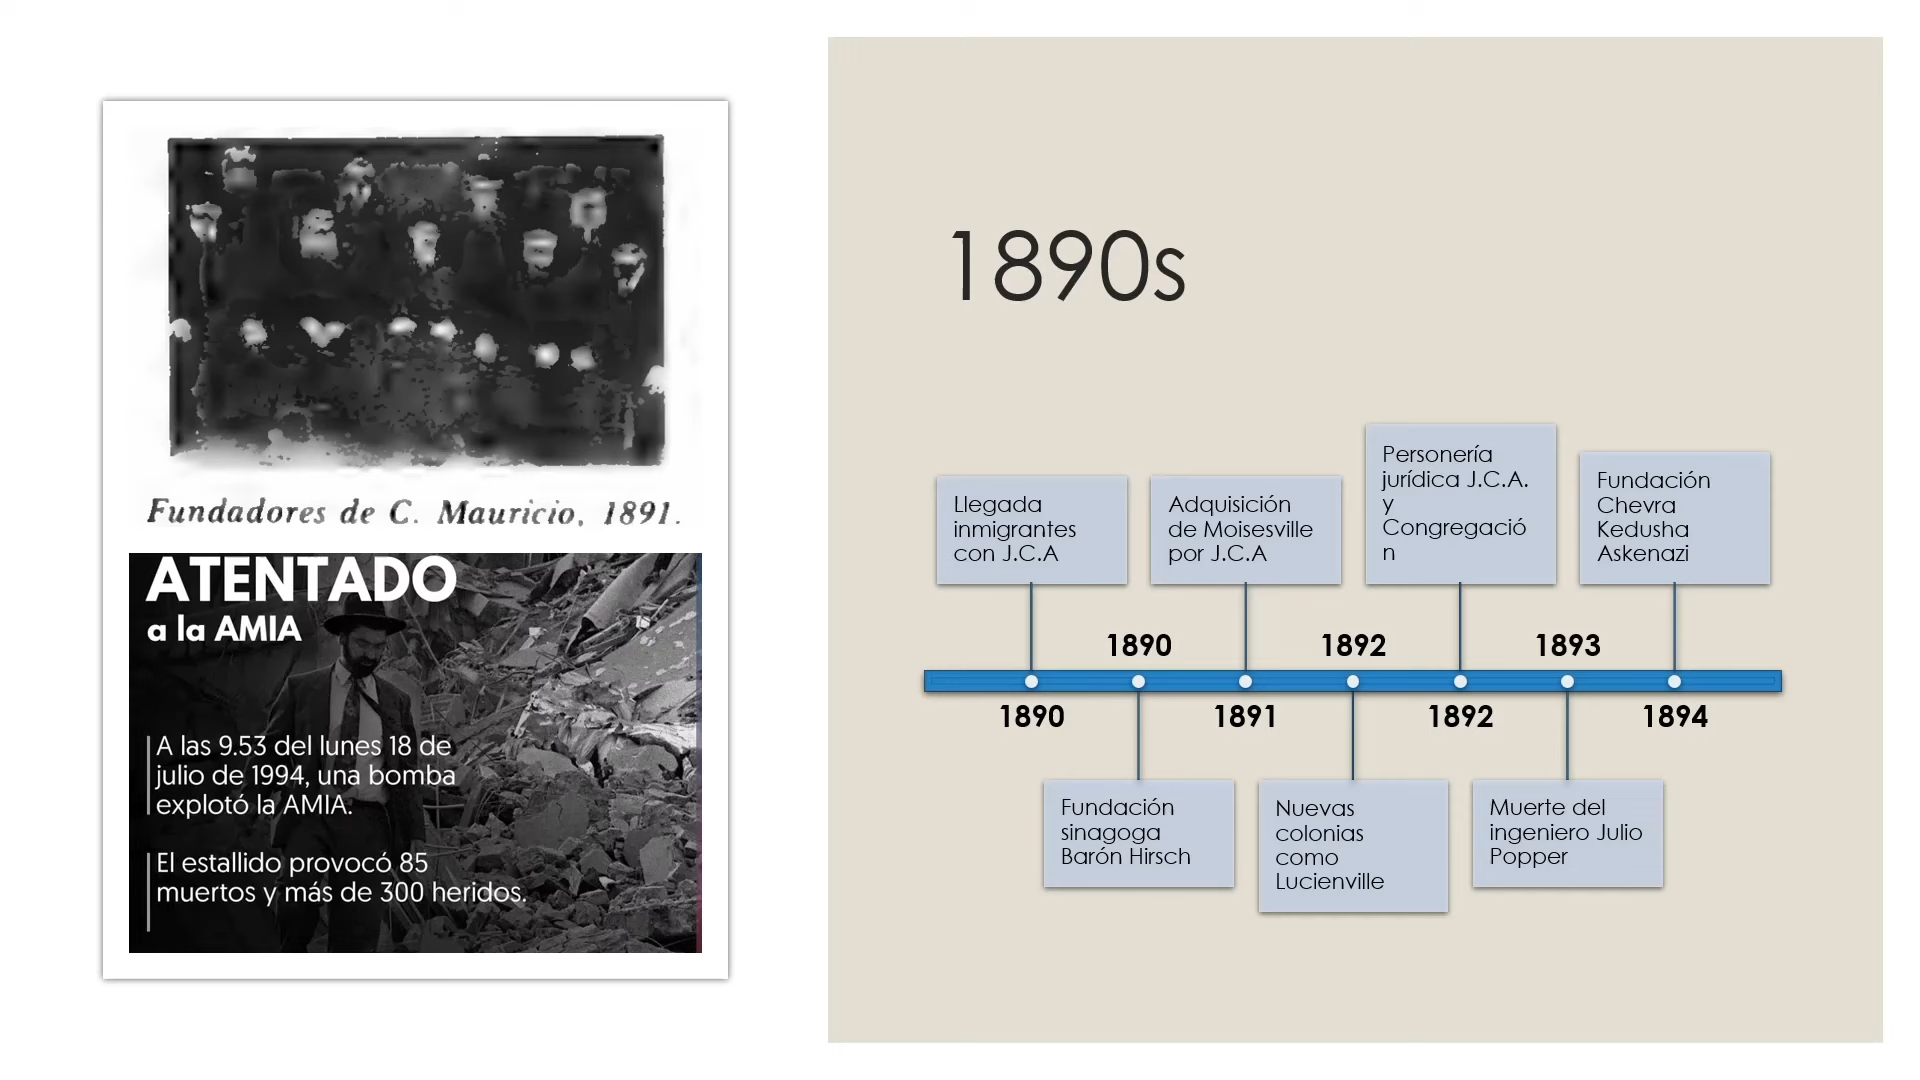 Fundadores de C. Mauricio, 1891.
ATENTADO
a la AMIA
A las 9.53 del lunes 18 de
julio de 1994, una bomba
explotó la AMIA.
El estallido provocó 85
muertos y más de 300 heridos.
1890s
Llegada
inmigrantes
con J.C.A
1890
Fundación
sinagoga
Barón Hirsch
1890
Adquisición
de Moisesville
por J.C.A
1891
Nuevas
colonias
como
Lucienville
1892
Personería
jurídica J.C.A.
y
Congregació
n
1892
Muerte del
ingeniero Julio
Popper
1893
Fundación
Chevra
Kedusha
Askenazi
1894